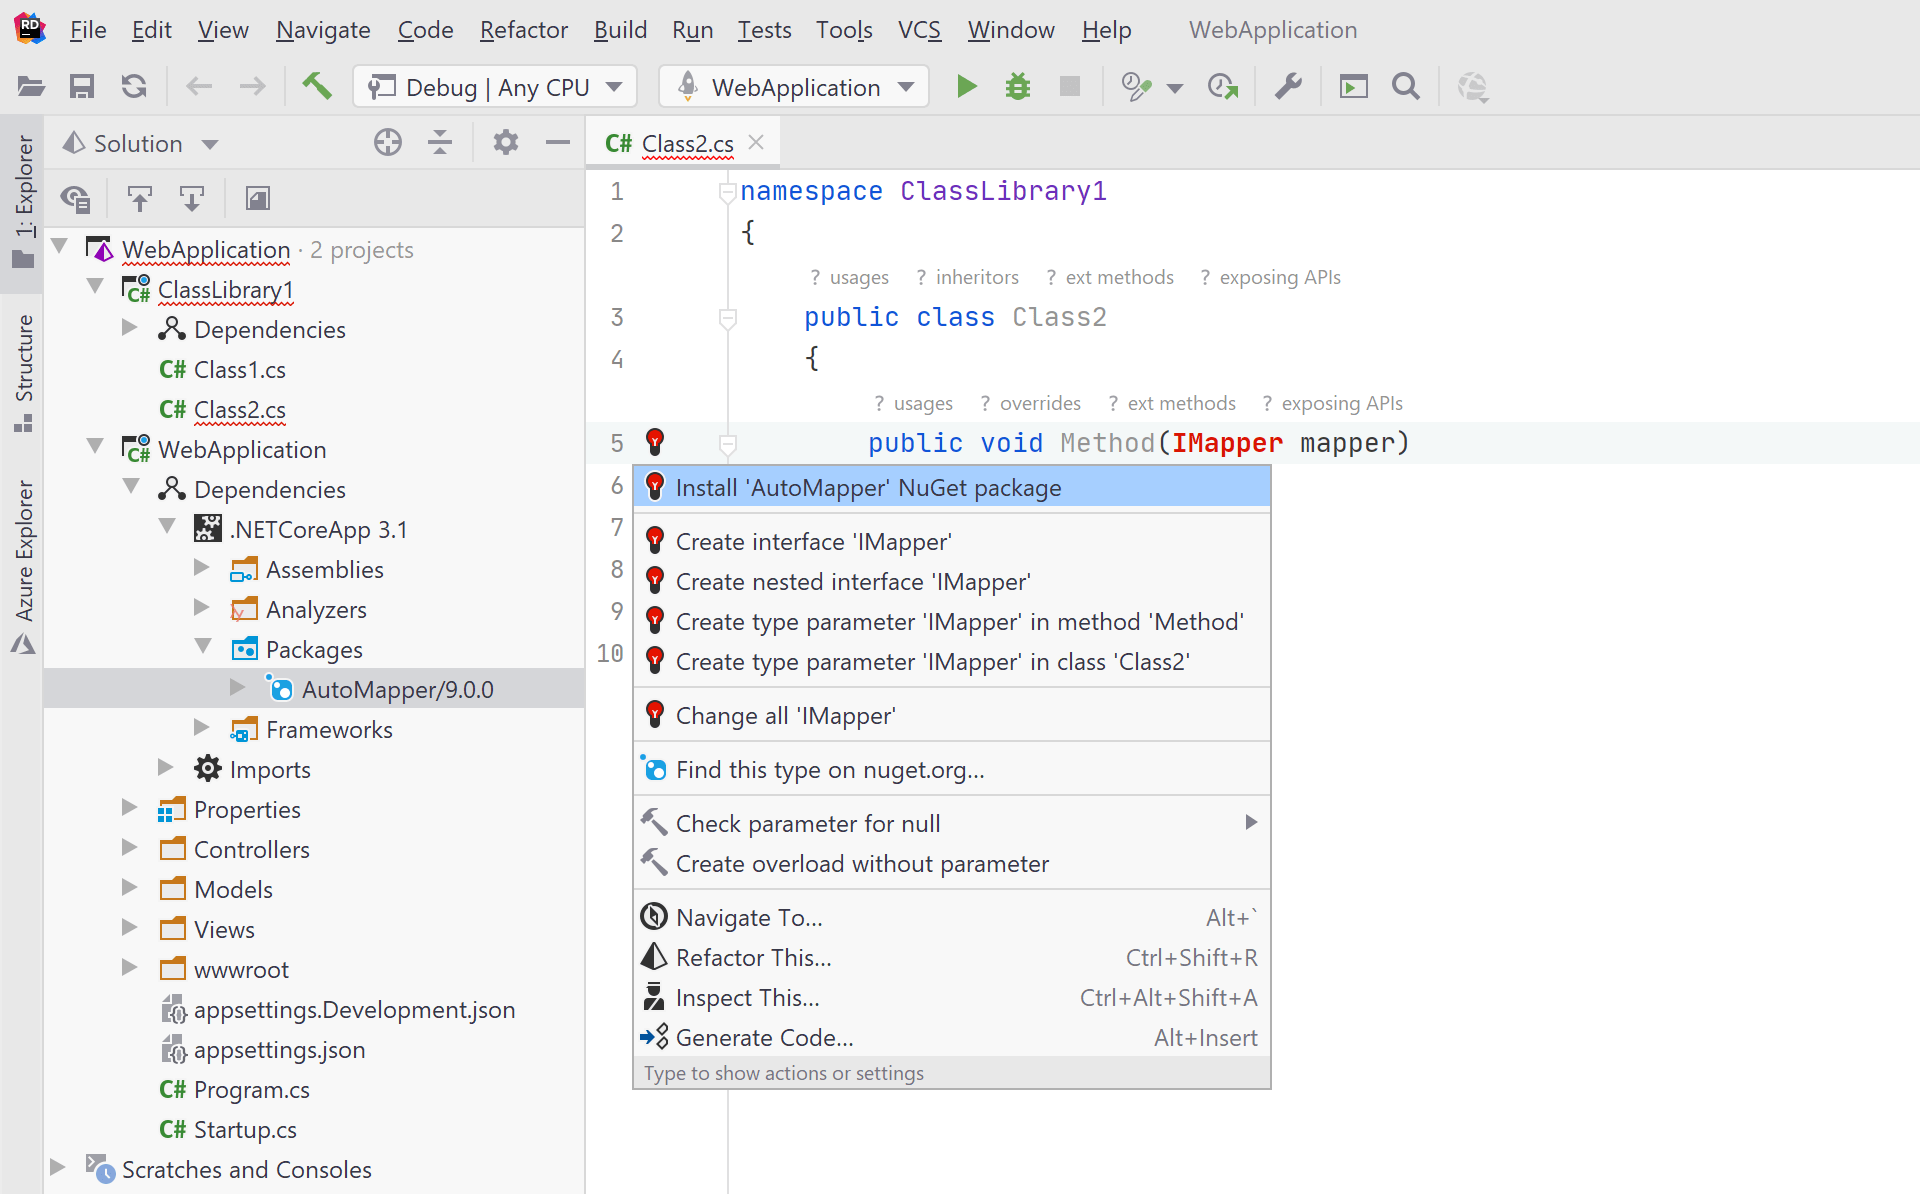 RD File Edit View Navigate Code Refactor Build Run Tests Tools VCS Window Help WebApplication
Debug | Any CPU WebApplication
1: Explorer
Structure
Azure Explorer
Solution
WebApplication · 2 projects
C# ClassLibrary1
Dependencies
C# Class1.cs
C# Class2.cs
C# WebApplication
Dependencies
.NETCoreApp 3.1
Assemblies
Analyzers
Packages
AutoMapper/9.0.0
Frameworks
Imports
Properties
Controllers
Models
Views
wwwroot
{} appsettings.Development.json
{} appsettings.json
C# Program.cs
C# Startup.cs
Scratches and Consoles
C# Class2.cs
1 namespace ClassLibrary1
2 {
? usages ? inheritors ? ext methods ? exposing APIs
3 public class Class2
4 {
? usages ? overrides ? ext methods ? exposing APIs
5 public void Method(IMapper mapper)
6
7
8
9
10
Install 'AutoMapper' NuGet package
Create interface 'IMapper'
Create nested interface 'IMapper'
Create type parameter 'IMapper' in method 'Method'
Create type parameter 'IMapper' in class 'Class2'
Change all 'IMapper'
Find this type on nuget.org...
Check parameter for null
Create overload without parameter
Navigate To... Alt+`
Refactor This... Ctrl+Shift+R
Inspect This... Ctrl+Alt+Shift+A
Generate Code... Alt+Insert
Type to show actions or settings